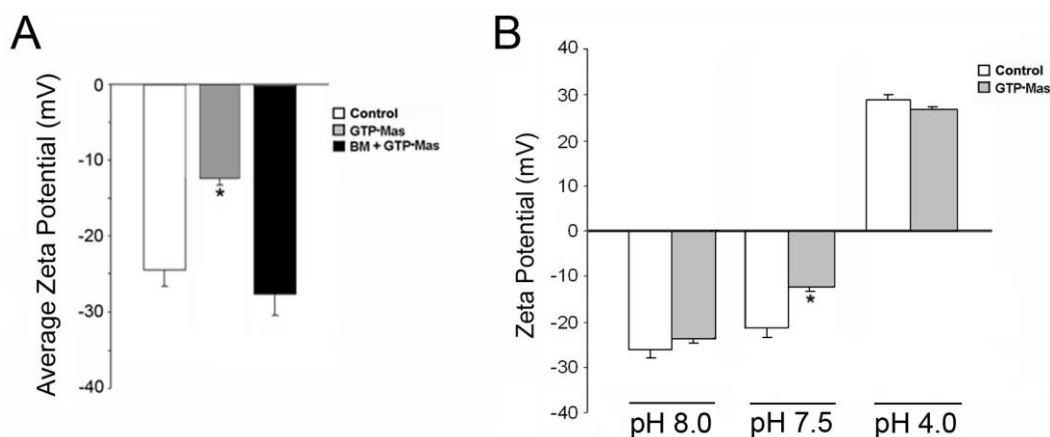 A
Average Zeta Potential (mV)
0
-10
-20
-30
-40
*
Control
GTP-Mas
BM + GTP-Mas
B
Zeta Potential (mV)
40
30
20
10
0
-10
-20
-30
-40
*
Control
GTP-Mas
pH 8.0
pH 7.5
pH 4.0